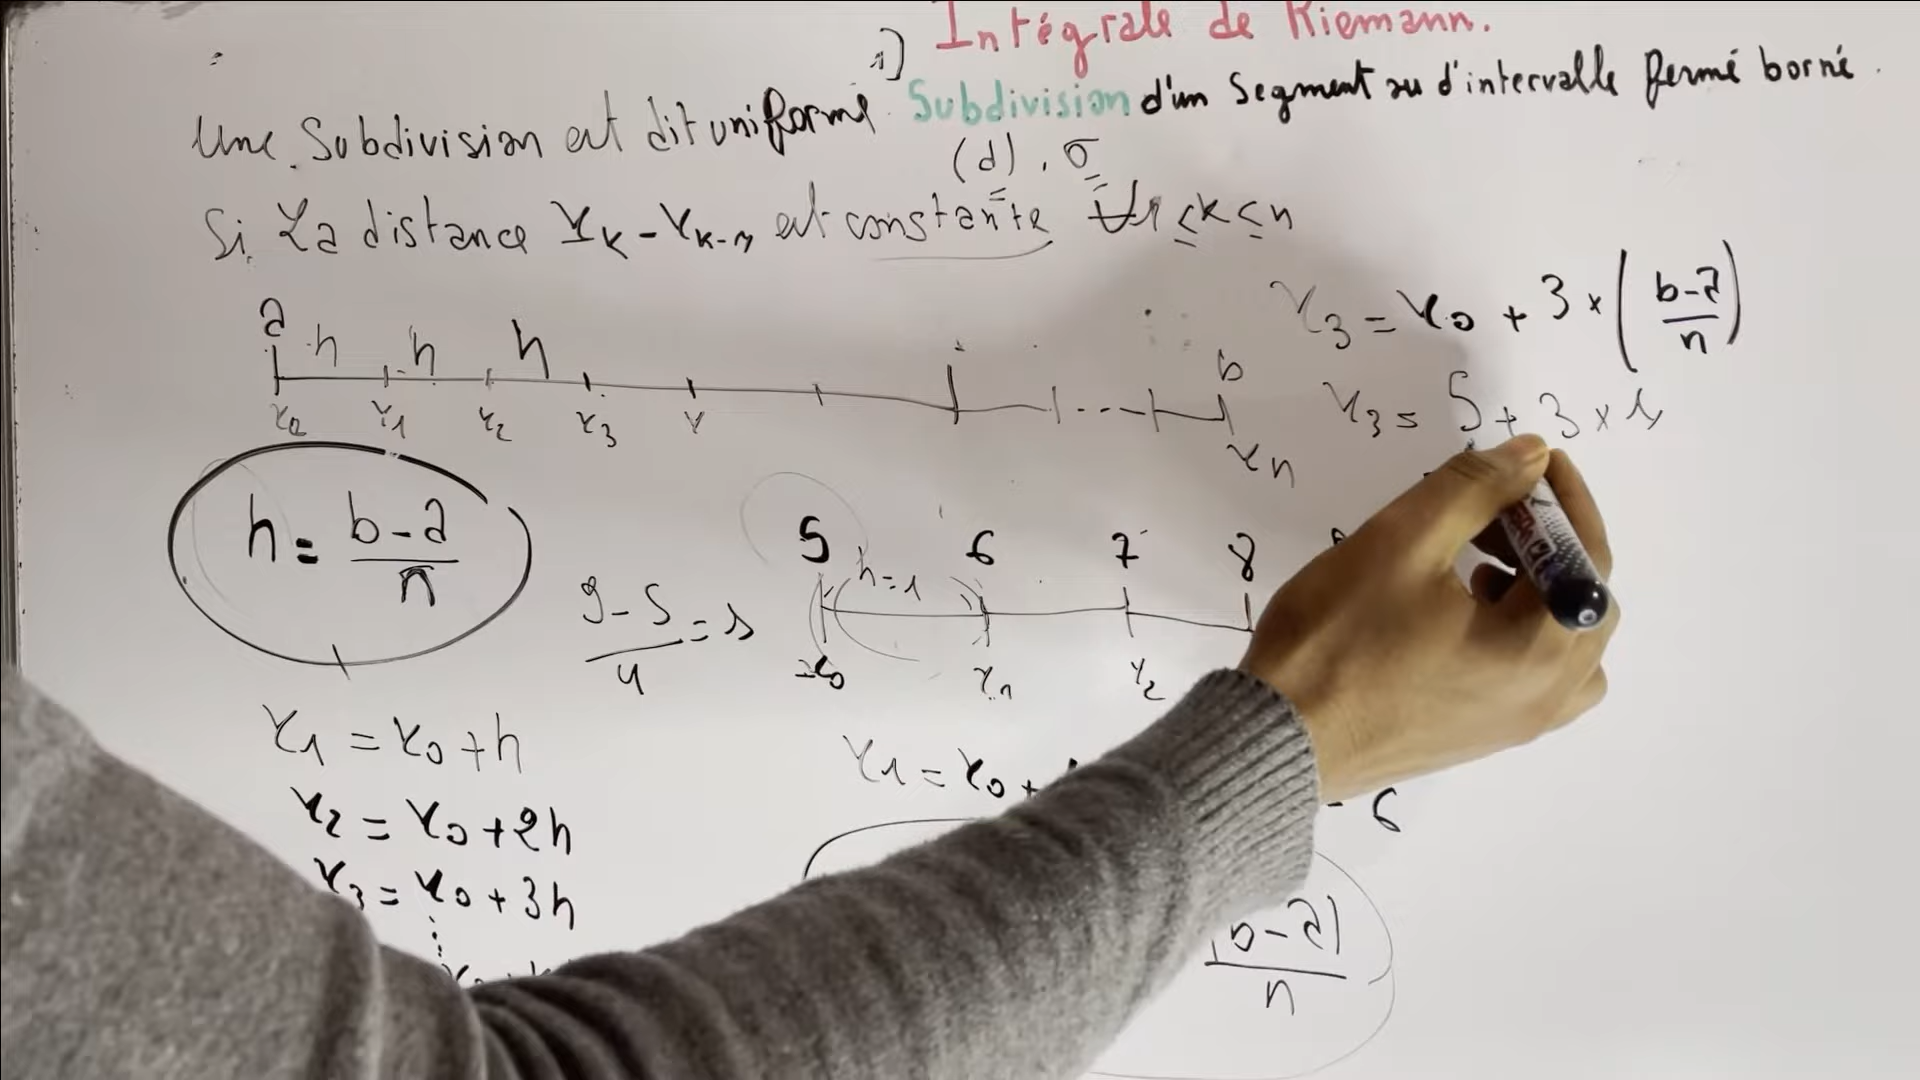 Intégrale de Riemann.
1) Subdivision d'un segment ou d'intervalle fermé borné.
(d), σ
Une Subdivision est dit uniforme
Si La distance x_k - x_{k-1} est constante ∀ 1 ≤ k ≤ n
a h h h b
x_0 x_1 x_2 x_3 x_n
x_3 = x_0 + 3 × ( (b-a)/n )
x_3 = 5 + 3 × 1
h = (b-a)/n
(9-5)/4 = 1
5 6 7 8
h=1
x_0 x_1 x_2
x_1 = x_0 + h
x_2 = x_0 + 2h
x_3 = x_0 + 3h
⋮
x_1 = x_0 +
6
(b-a)/n